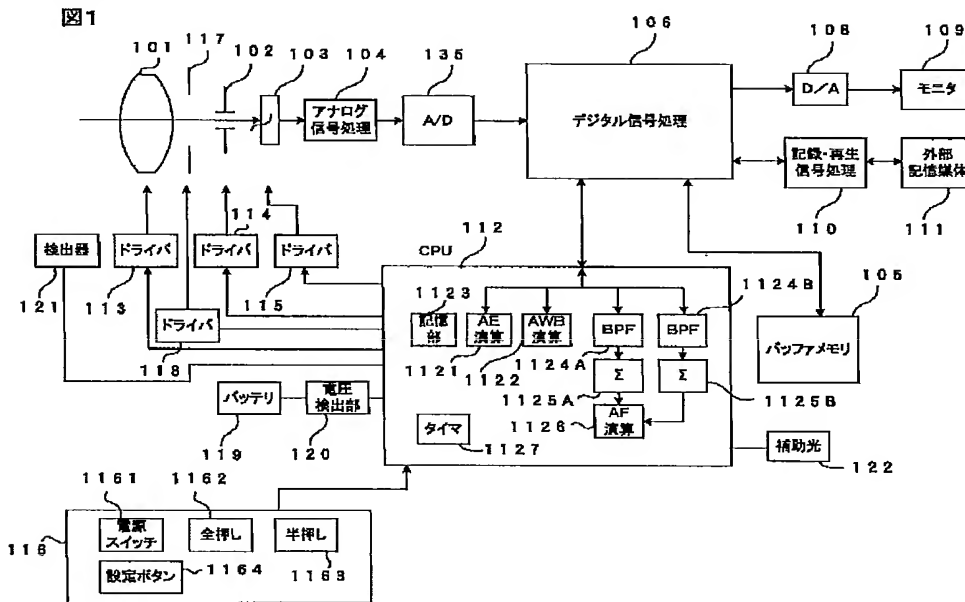 図1
101
117
102
103
104
135
106
108
109
アナログ
信号処理
A/D
デジタル信号処理
D/A
モニタ
記録・再生
信号処理
外部
記憶媒体
110
111
114
112
CPU
検出器
ドライバ
ドライバ
ドライバ
121
113
115
1123
1124B
105
記憶
部
AE
演算
AWB
演算
BPF
BPF
バッファメモリ
ドライバ
118
1121
1122
1124A
Σ
Σ
1125A
1125B
バッテリ
電圧
検出部
119
120
タイマ
1127
1126
AF
演算
補助光
122
1161
1162
電源
スイッチ
全押し
半押し
116
設定ボタン
1164
1163